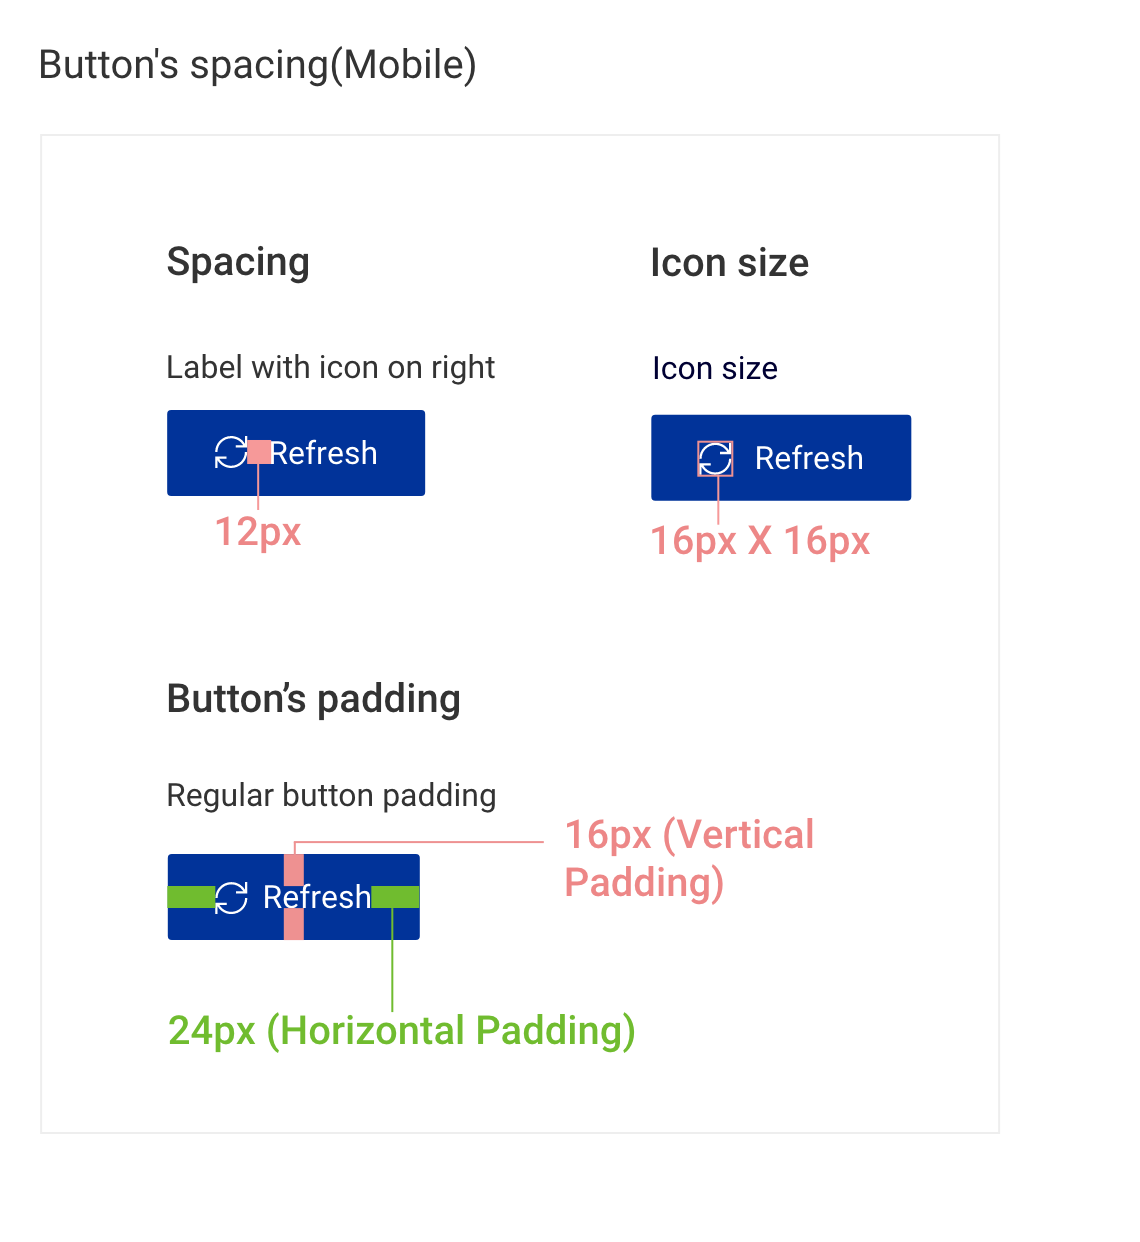 Button's spacing(Mobile)
Spacing
Icon size
Label with icon on right
Icon size
Refresh
Refresh
12px
16px X 16px
Button’s padding
Regular button padding
16px (Vertical
Padding)
Refresh
24px (Horizontal Padding)